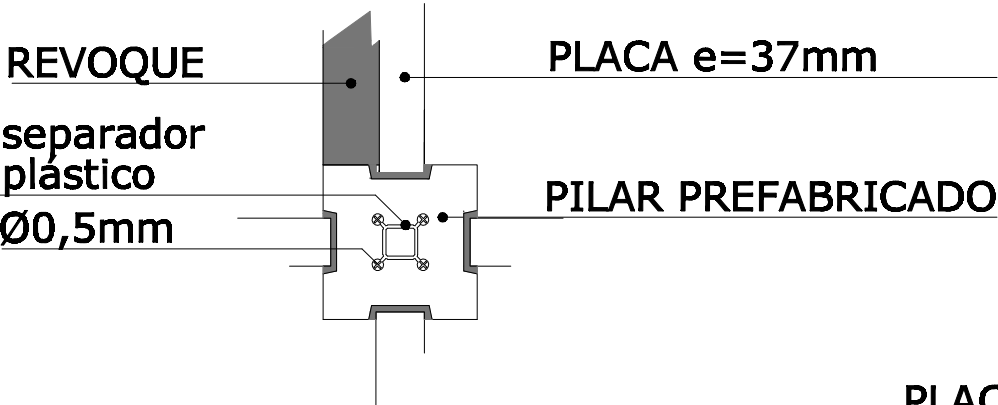 REVOQUE
PLACA e=37mm
separador
plástico
PILAR PREFABRICADO
Ø0,5mm